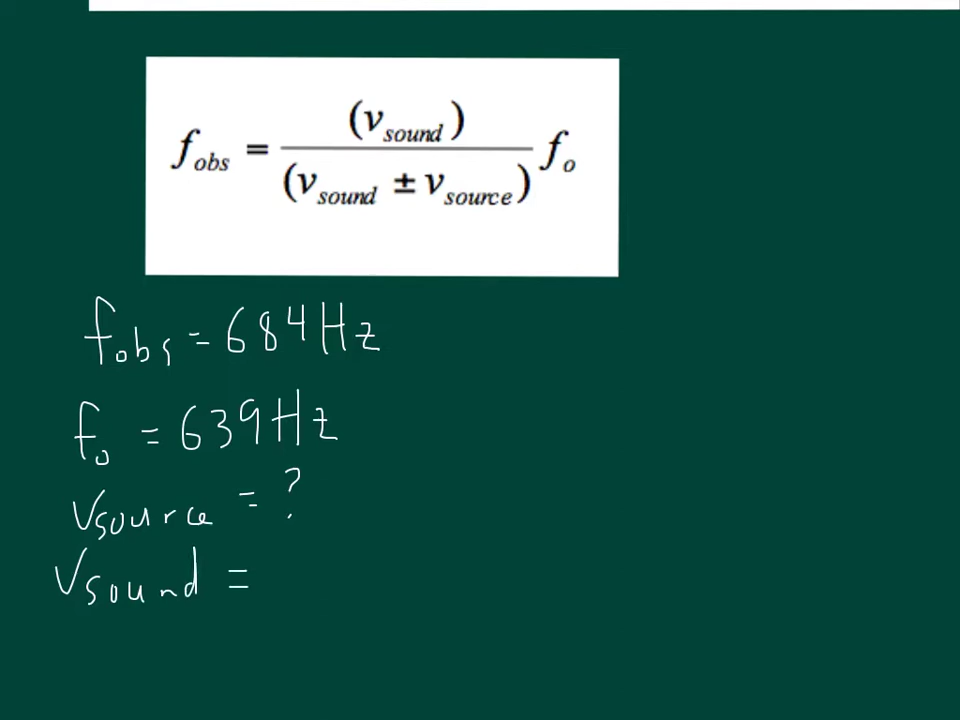 f_obs = (v_sound) / (v_sound ± v_source) f_o
f_obs = 684 Hz
f_o = 639 Hz
v_source = ?
v_sound =